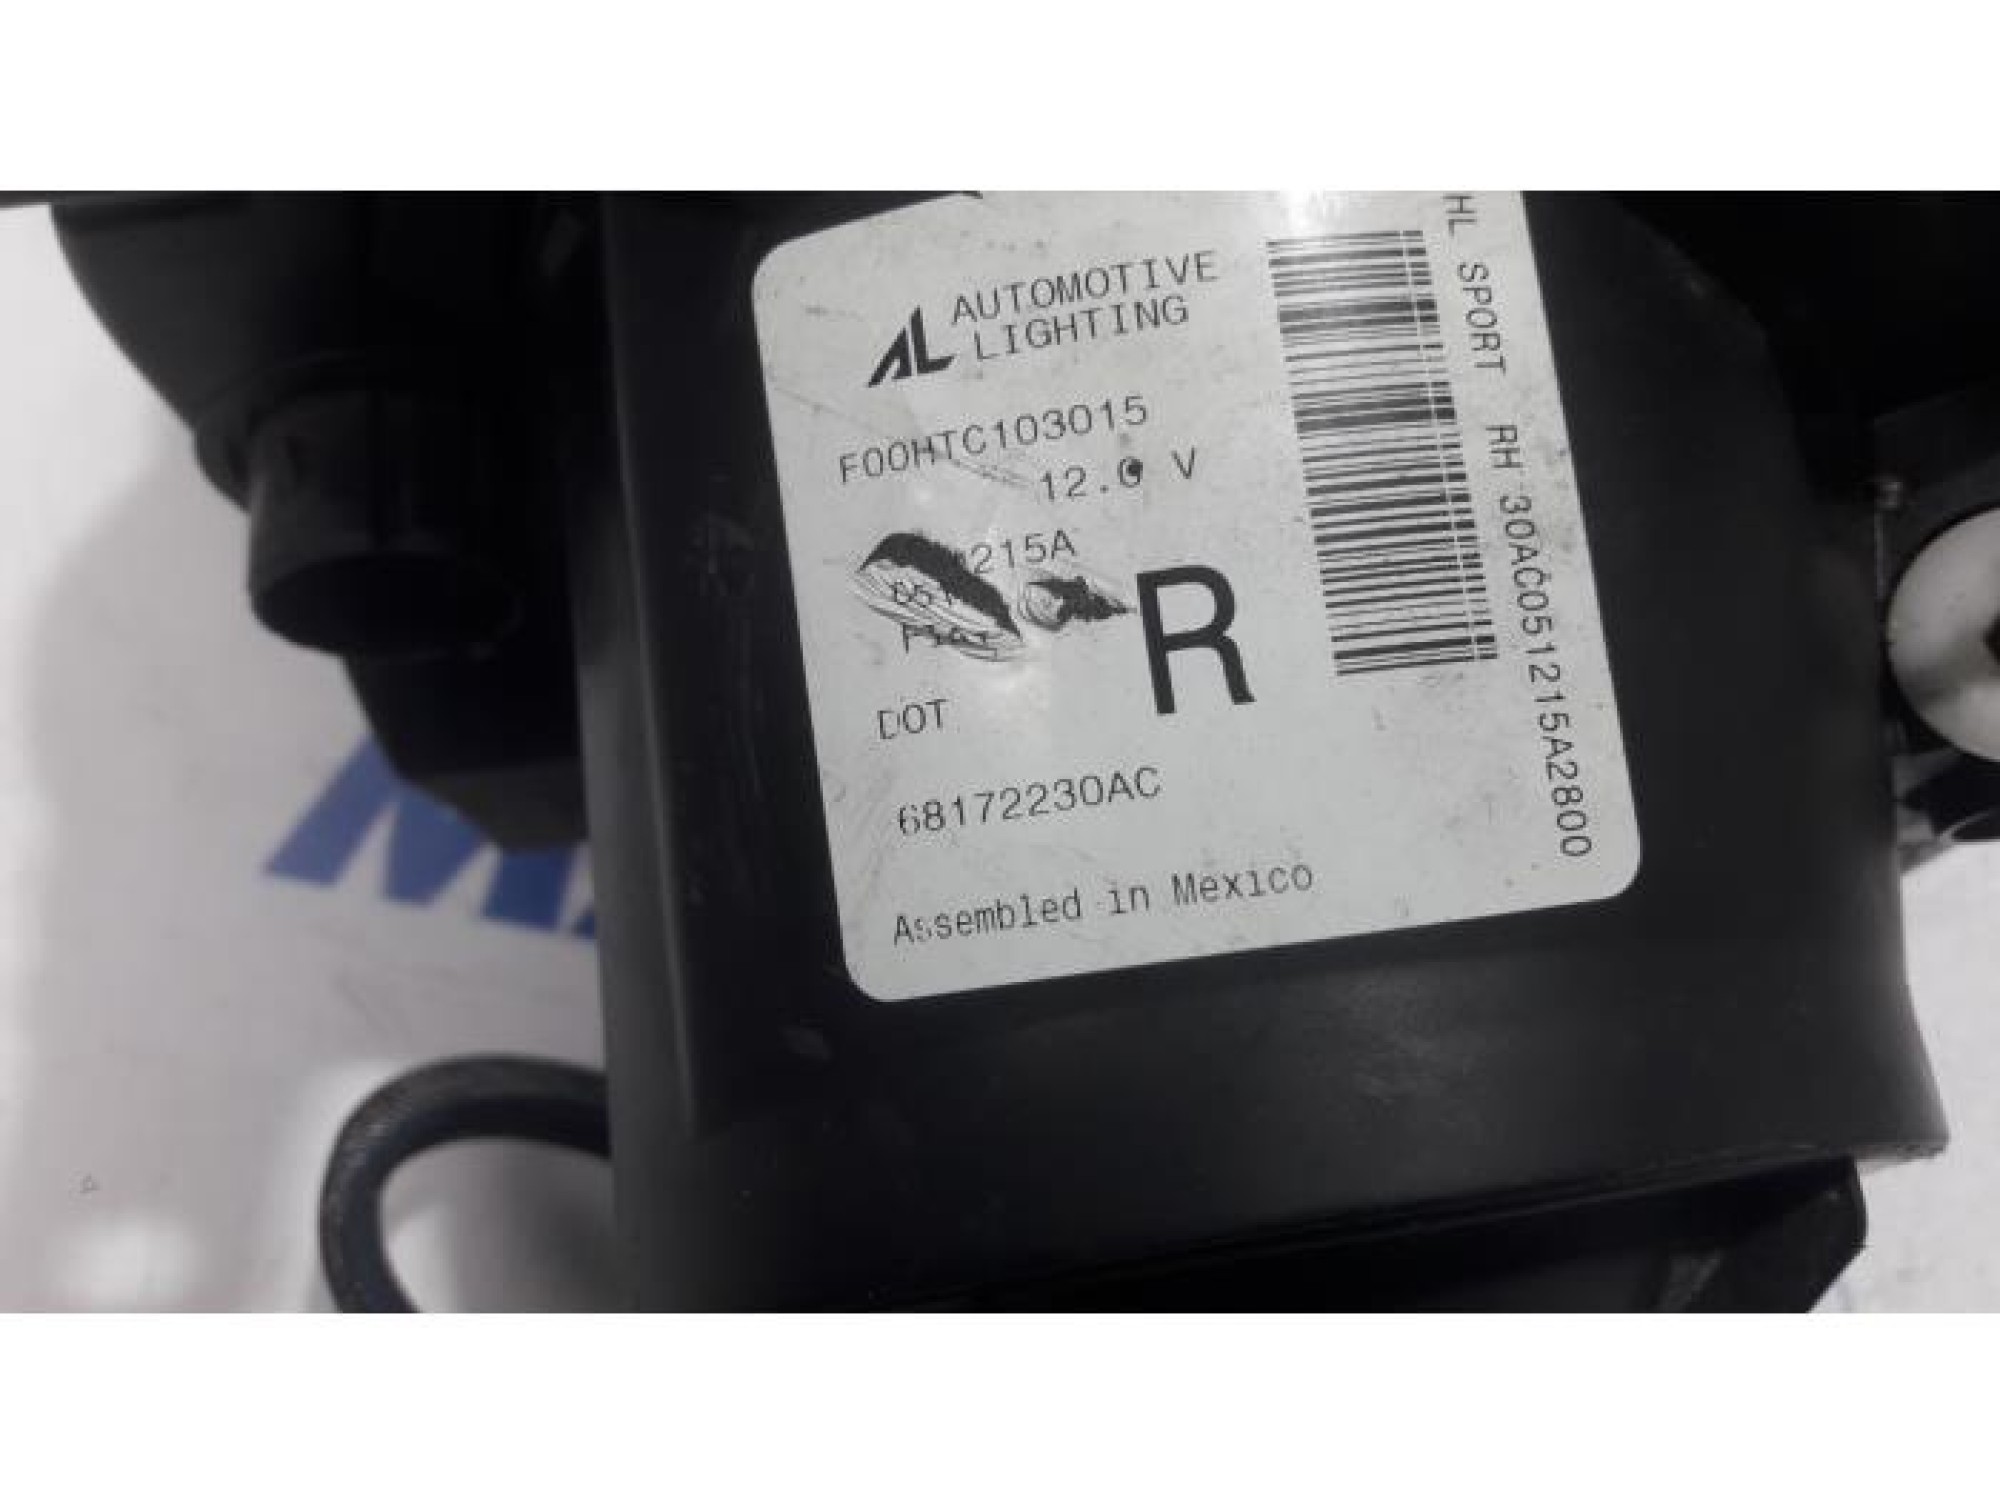 AL AUTOMOTIVE
LIGHTING
F00HTC103015
12.0 V
215A
R
DOT
68172230AC
Assembled in Mexico
HL SPORT RH 30AC051215A2800